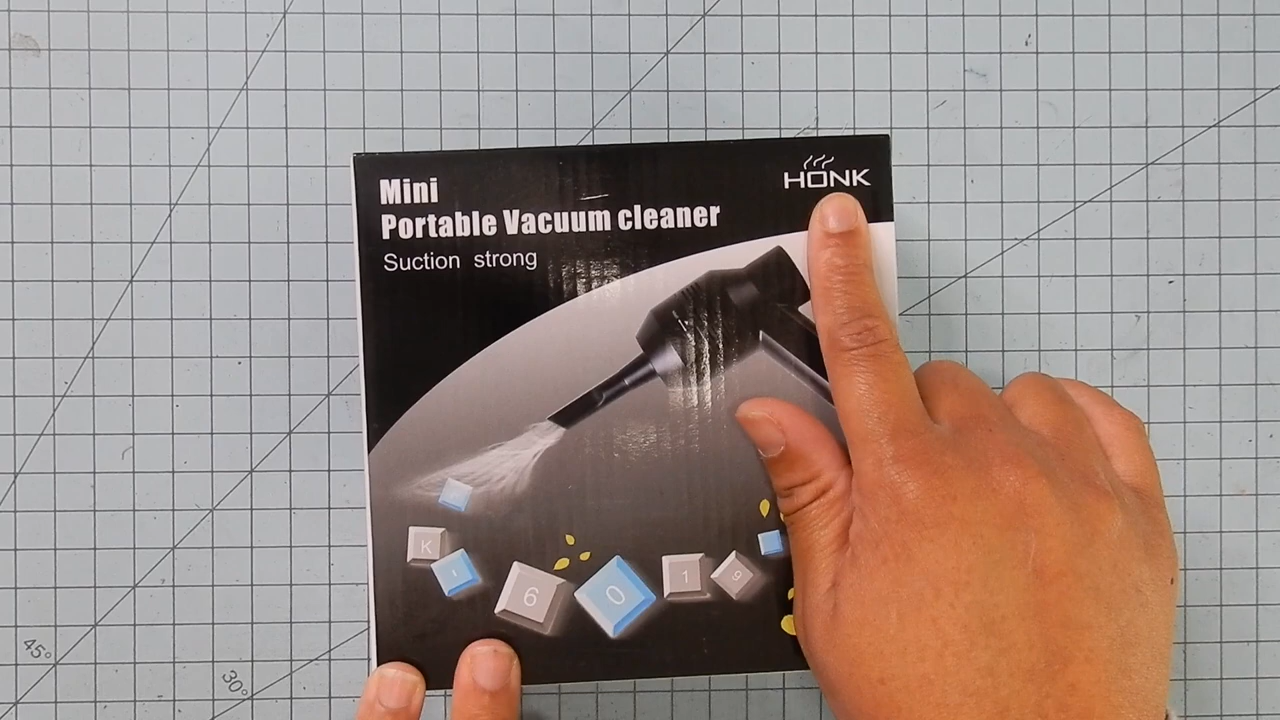 HONK
Mini
Portable Vacuum cleaner
Suction strong
K
6
0
1
9
45°
30°